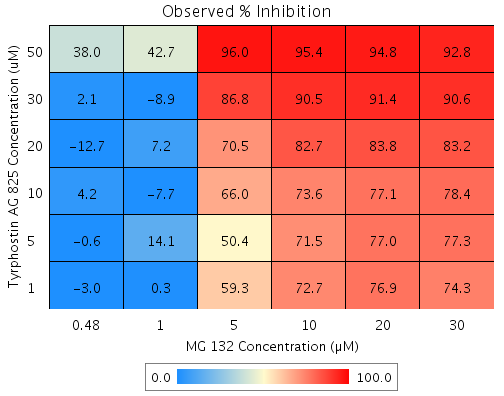 Observed % Inhibition
Tyrphostin AG 825 Concentration (uM)
50 38.0 42.7 96.0 95.4 94.8 92.8
30 2.1 −8.9 86.8 90.5 91.4 90.6
20 −12.7 7.2 70.5 82.7 83.8 83.2
10 4.2 −7.7 66.0 73.6 77.1 78.4
5 −0.6 14.1 50.4 71.5 77.0 77.3
1 −3.0 0.3 59.3 72.7 76.9 74.3
0.48 1 5 10 20 30
MG 132 Concentration (µM)
0.0 100.0